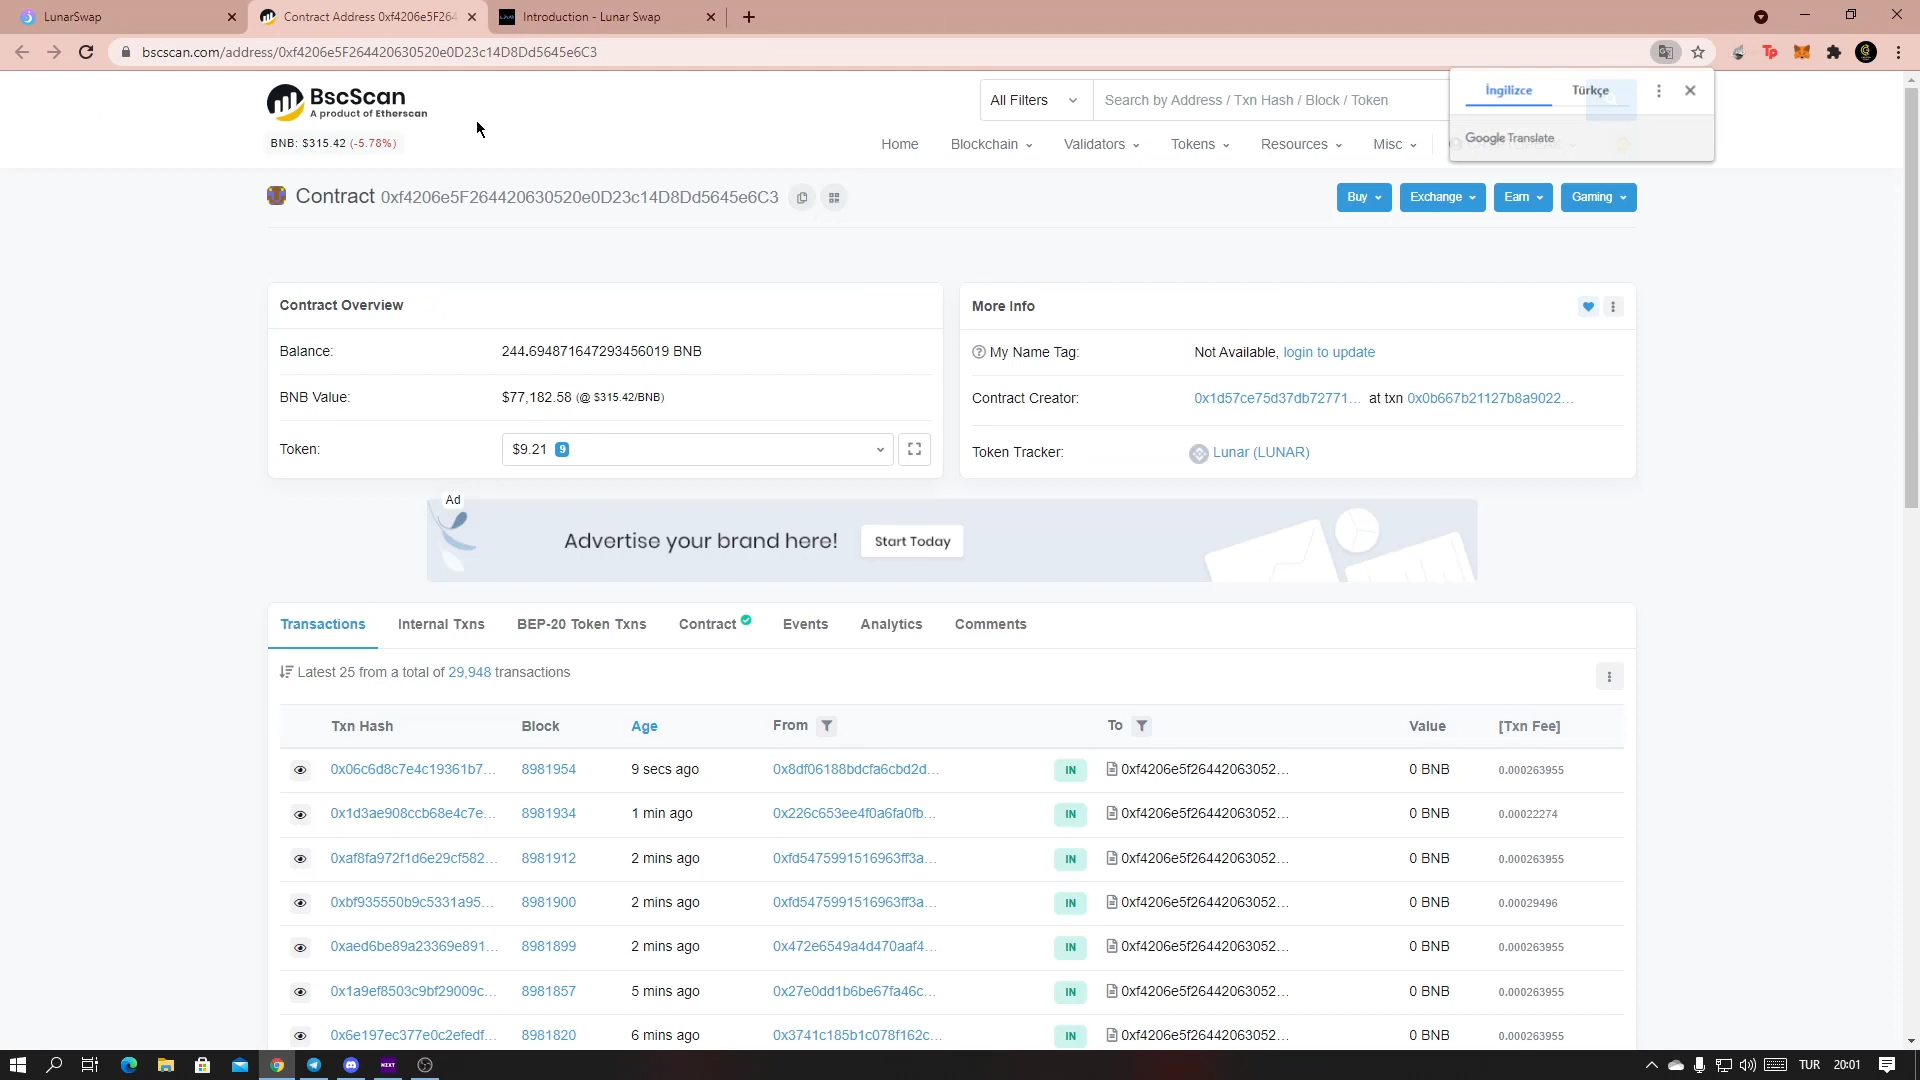 LunarSwap
Contract Address 0xf4206e5F264
Introduction - Lunar Swap
bscscan.com/address/0xf4206e5F264420630520e0D23c14D8Dd5645e6C3
Tp
BscScan
A product of Etherscan
BNB: $315.42 (-5.78%)
All Filters
Search by Address / Txn Hash / Block / Token
İngilizce
Türkçe
Google Translate
Home
Blockchain
Validators
Tokens
Resources
Misc
Contract 0xf4206e5F264420630520e0D23c14D8Dd5645e6C3
Buy
Exchange
Earn
Gaming
Contract Overview
Balance: 244.694871647293456019 BNB
BNB Value: $77,182.58 (@ $315.42/BNB)
Token: $9.21 9
More Info
My Name Tag: Not Available, login to update
Contract Creator: 0x1d57ce75d37db72771... at txn 0x0b667b21127b8a9022...
Token Tracker: Lunar (LUNAR)
Ad
Advertise your brand here!
Start Today
Transactions
Internal Txns
BEP-20 Token Txns
Contract
Events
Analytics
Comments
Latest 25 from a total of 29,948 transactions
Txn Hash Block Age From To Value [Txn Fee]
0x06c6d8c7e4c19361b7... 8981954 9 secs ago 0x8df06188bdcfa6cbd2d... IN 0xf4206e5f26442063052... 0 BNB 0.000263955
0x1d3ae908ccb68e4c7e... 8981934 1 min ago 0x226c653ee4f0a6fa0fb... IN 0xf4206e5f26442063052... 0 BNB 0.00022274
0xaf8fa972f1d6e29cf582... 8981912 2 mins ago 0xfd5475991516963ff3a... IN 0xf4206e5f26442063052... 0 BNB 0.000263955
0xbf935550b9c5331a95... 8981900 2 mins ago 0xfd5475991516963ff3a... IN 0xf4206e5f26442063052... 0 BNB 0.00029496
0xaed6be89a23369e891... 8981899 2 mins ago 0x472e6549a4d470aaf4... IN 0xf4206e5f26442063052... 0 BNB 0.000263955
0x1a9ef8503c9bf29009c... 8981857 5 mins ago 0x27e0dd1b6be67fa46c... IN 0xf4206e5f26442063052... 0 BNB 0.000263955
0x6e197ec377e0c2efedf... 8981820 6 mins ago 0x3741c185b1c078f162c... IN 0xf4206e5f26442063052... 0 BNB 0.000263955
NEXT
TUR
20:01